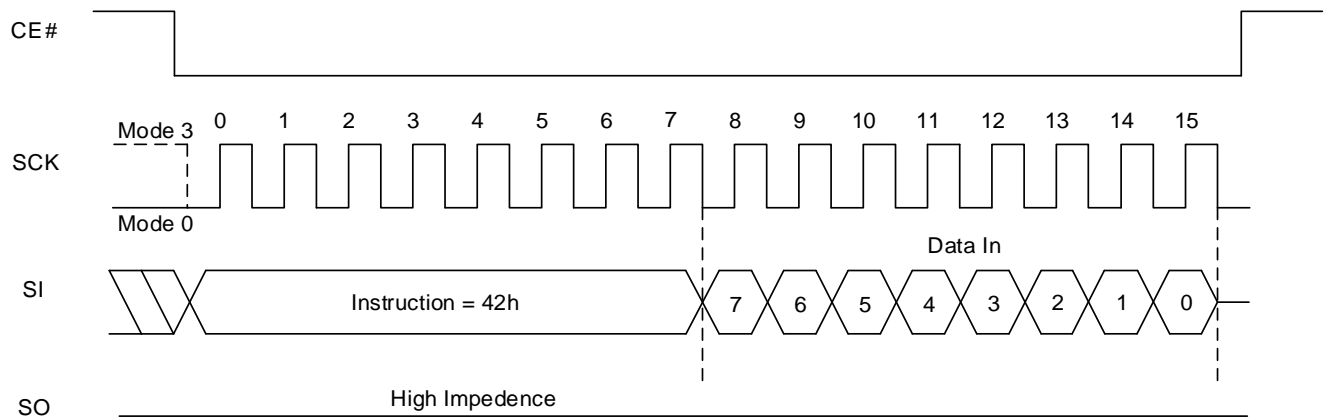 CE#
Mode 3 0 1 2 3 4 5 6 7 8 9 10 11 12 13 14 15
SCK
Mode 0
Data In
SI Instruction = 42h 7 6 5 4 3 2 1 0
High Impedence
SO